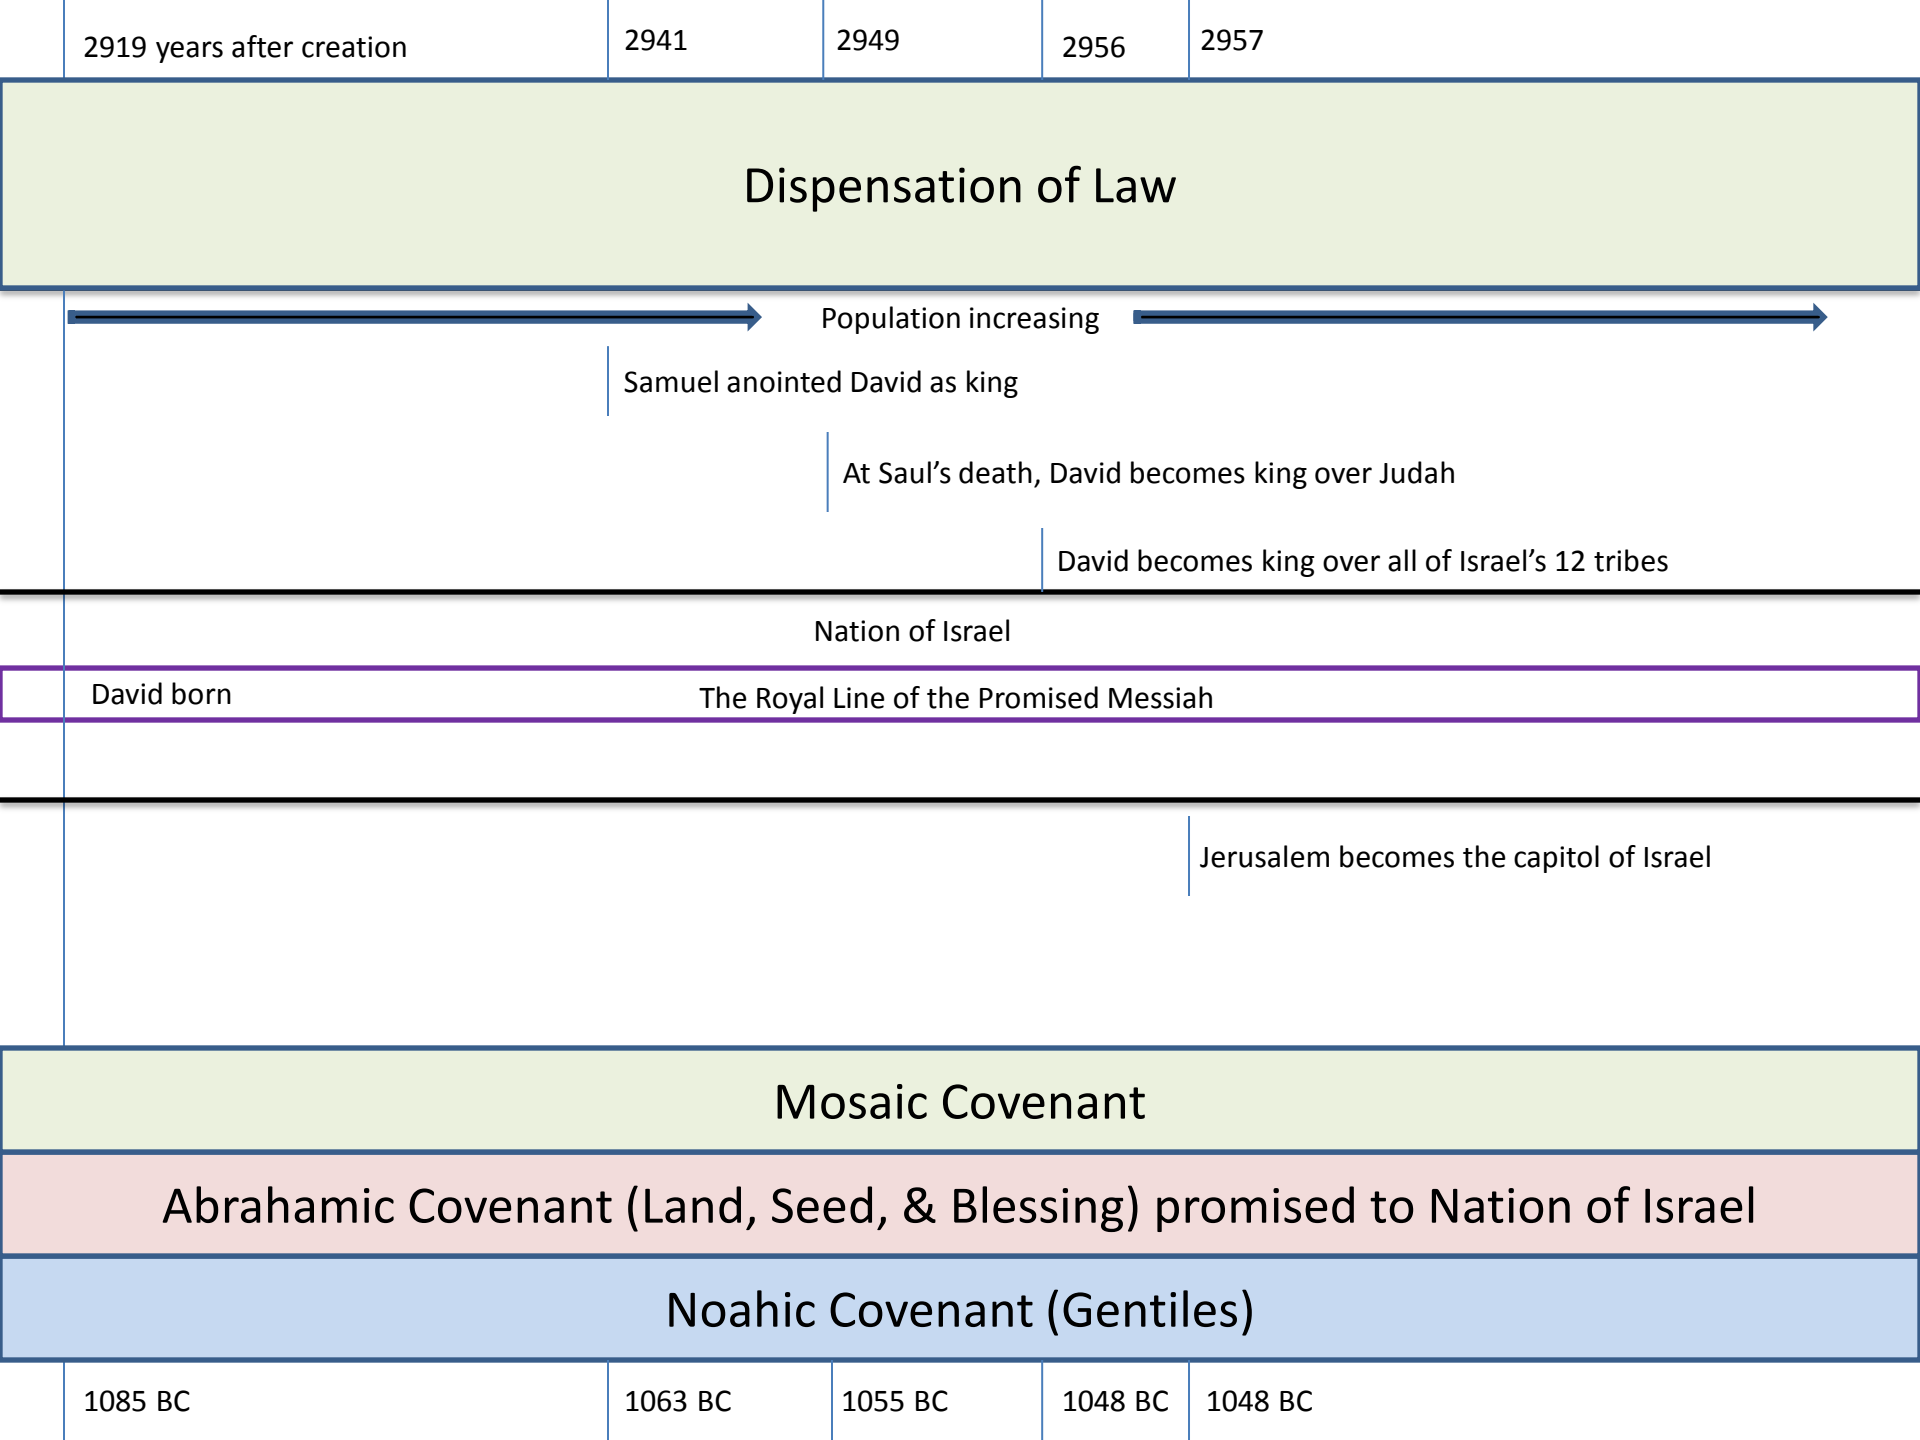 2919 years after creation
2941
2949
2956
2957
Dispensation of Law
Population increasing
Samuel anointed David as king
At Saul’s death, David becomes king over Judah
David becomes king over all of Israel’s 12 tribes
Nation of Israel
David born
The Royal Line of the Promised Messiah
Jerusalem becomes the capitol of Israel
Mosaic Covenant
Abrahamic Covenant (Land, Seed, & Blessing) promised to Nation of Israel
Noahic Covenant (Gentiles)
1085 BC
1063 BC
1055 BC
1048 BC
1048 BC